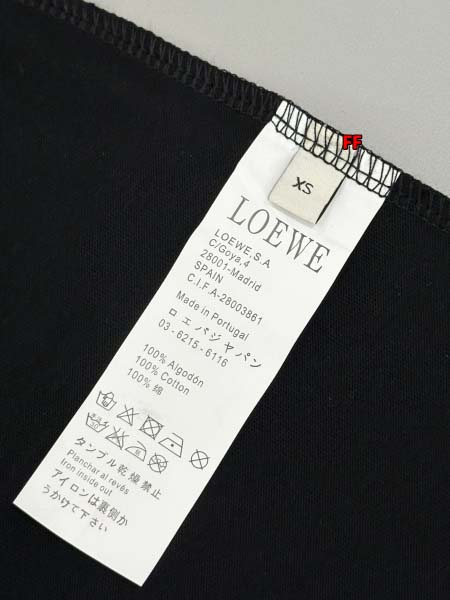 FF
XS
LOEWE
LOEWE,S.A
C/Goya,4
28001-Madrid
SPAIN
C.I.F.A-28003861
Made in Portugal
ロエバジャパン
03-6215-6116
100% Algodón
100% Cotton
100% 綿
タンブル乾燥禁止
Planchar al revés
Iron inside out
アイロンは裏側か
らかけて下さい